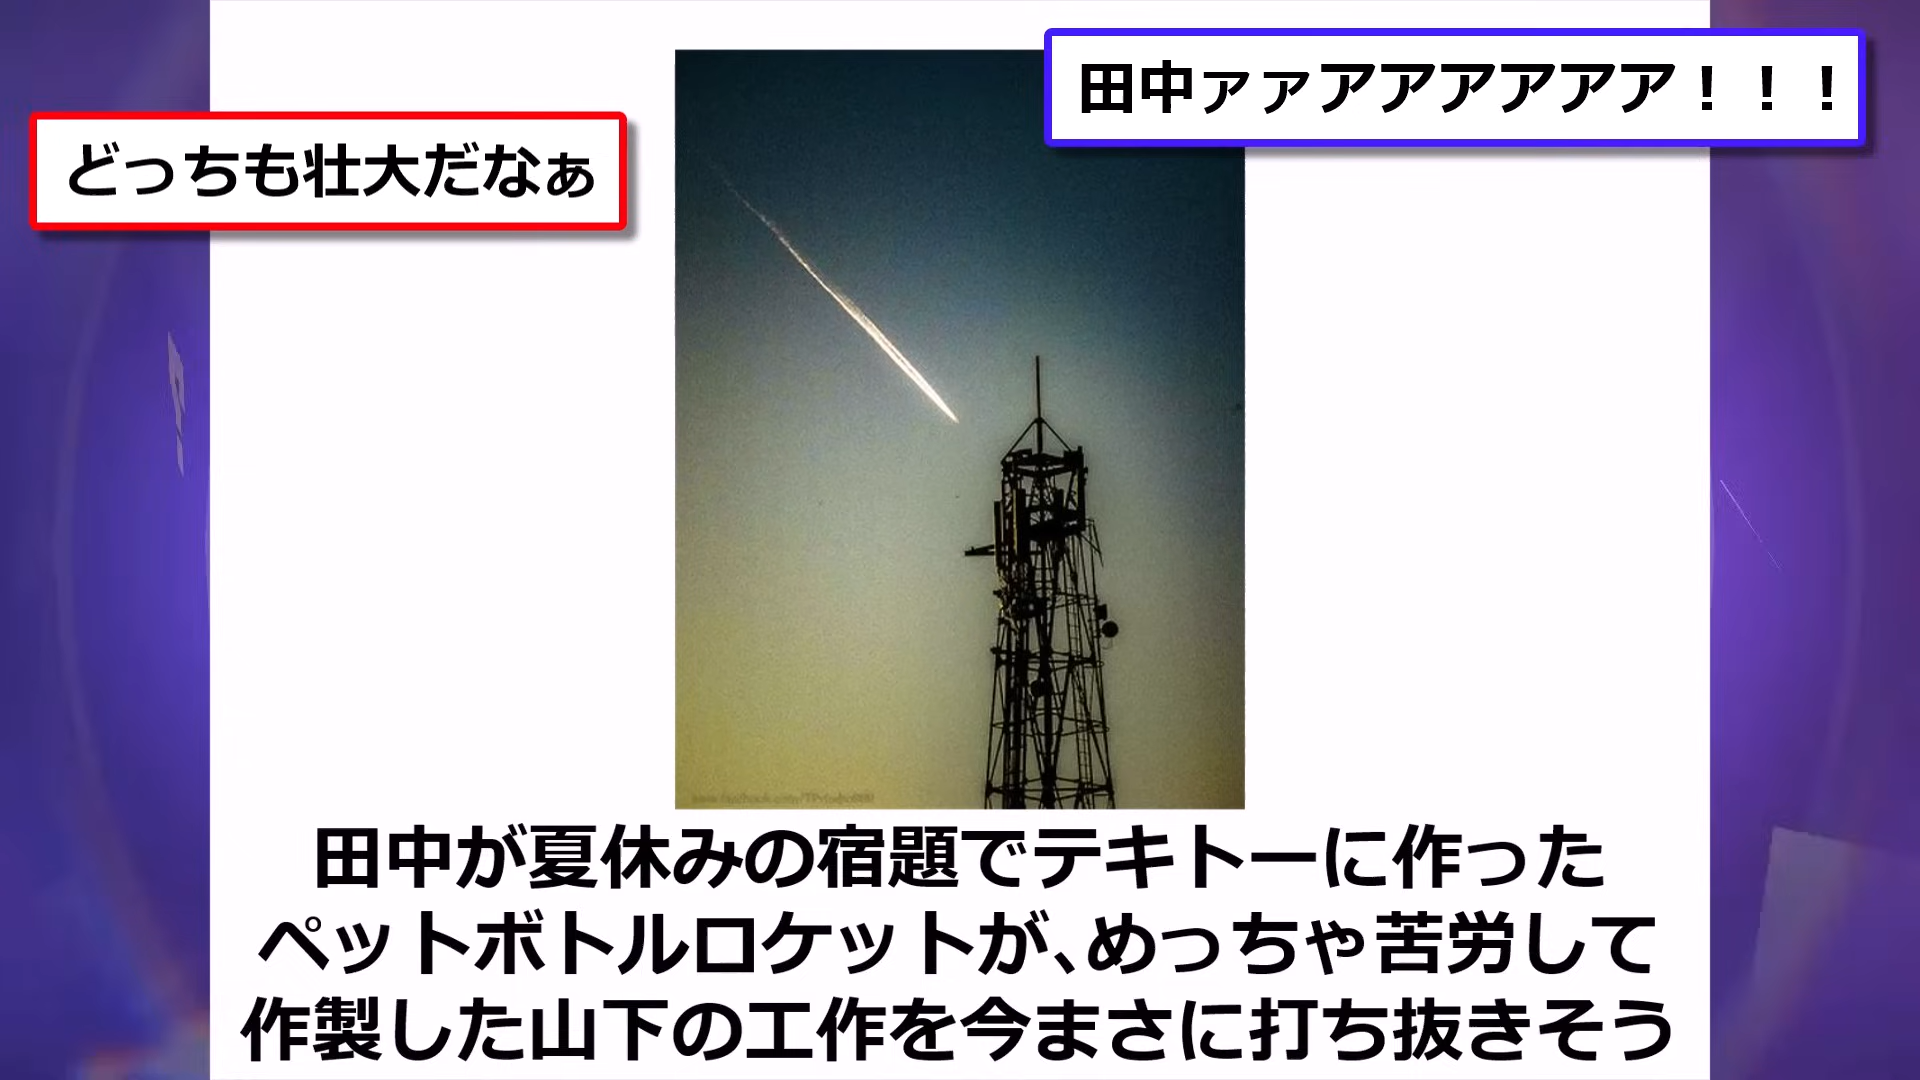 田中ァァアアアアアア！！！
どっちも壮大だなぁ
田中が夏休みの宿題でテキトーに作った
ペットボトルロケットが、めっちゃ苦労して
作製した山下の工作を今まさに打ち抜きそう